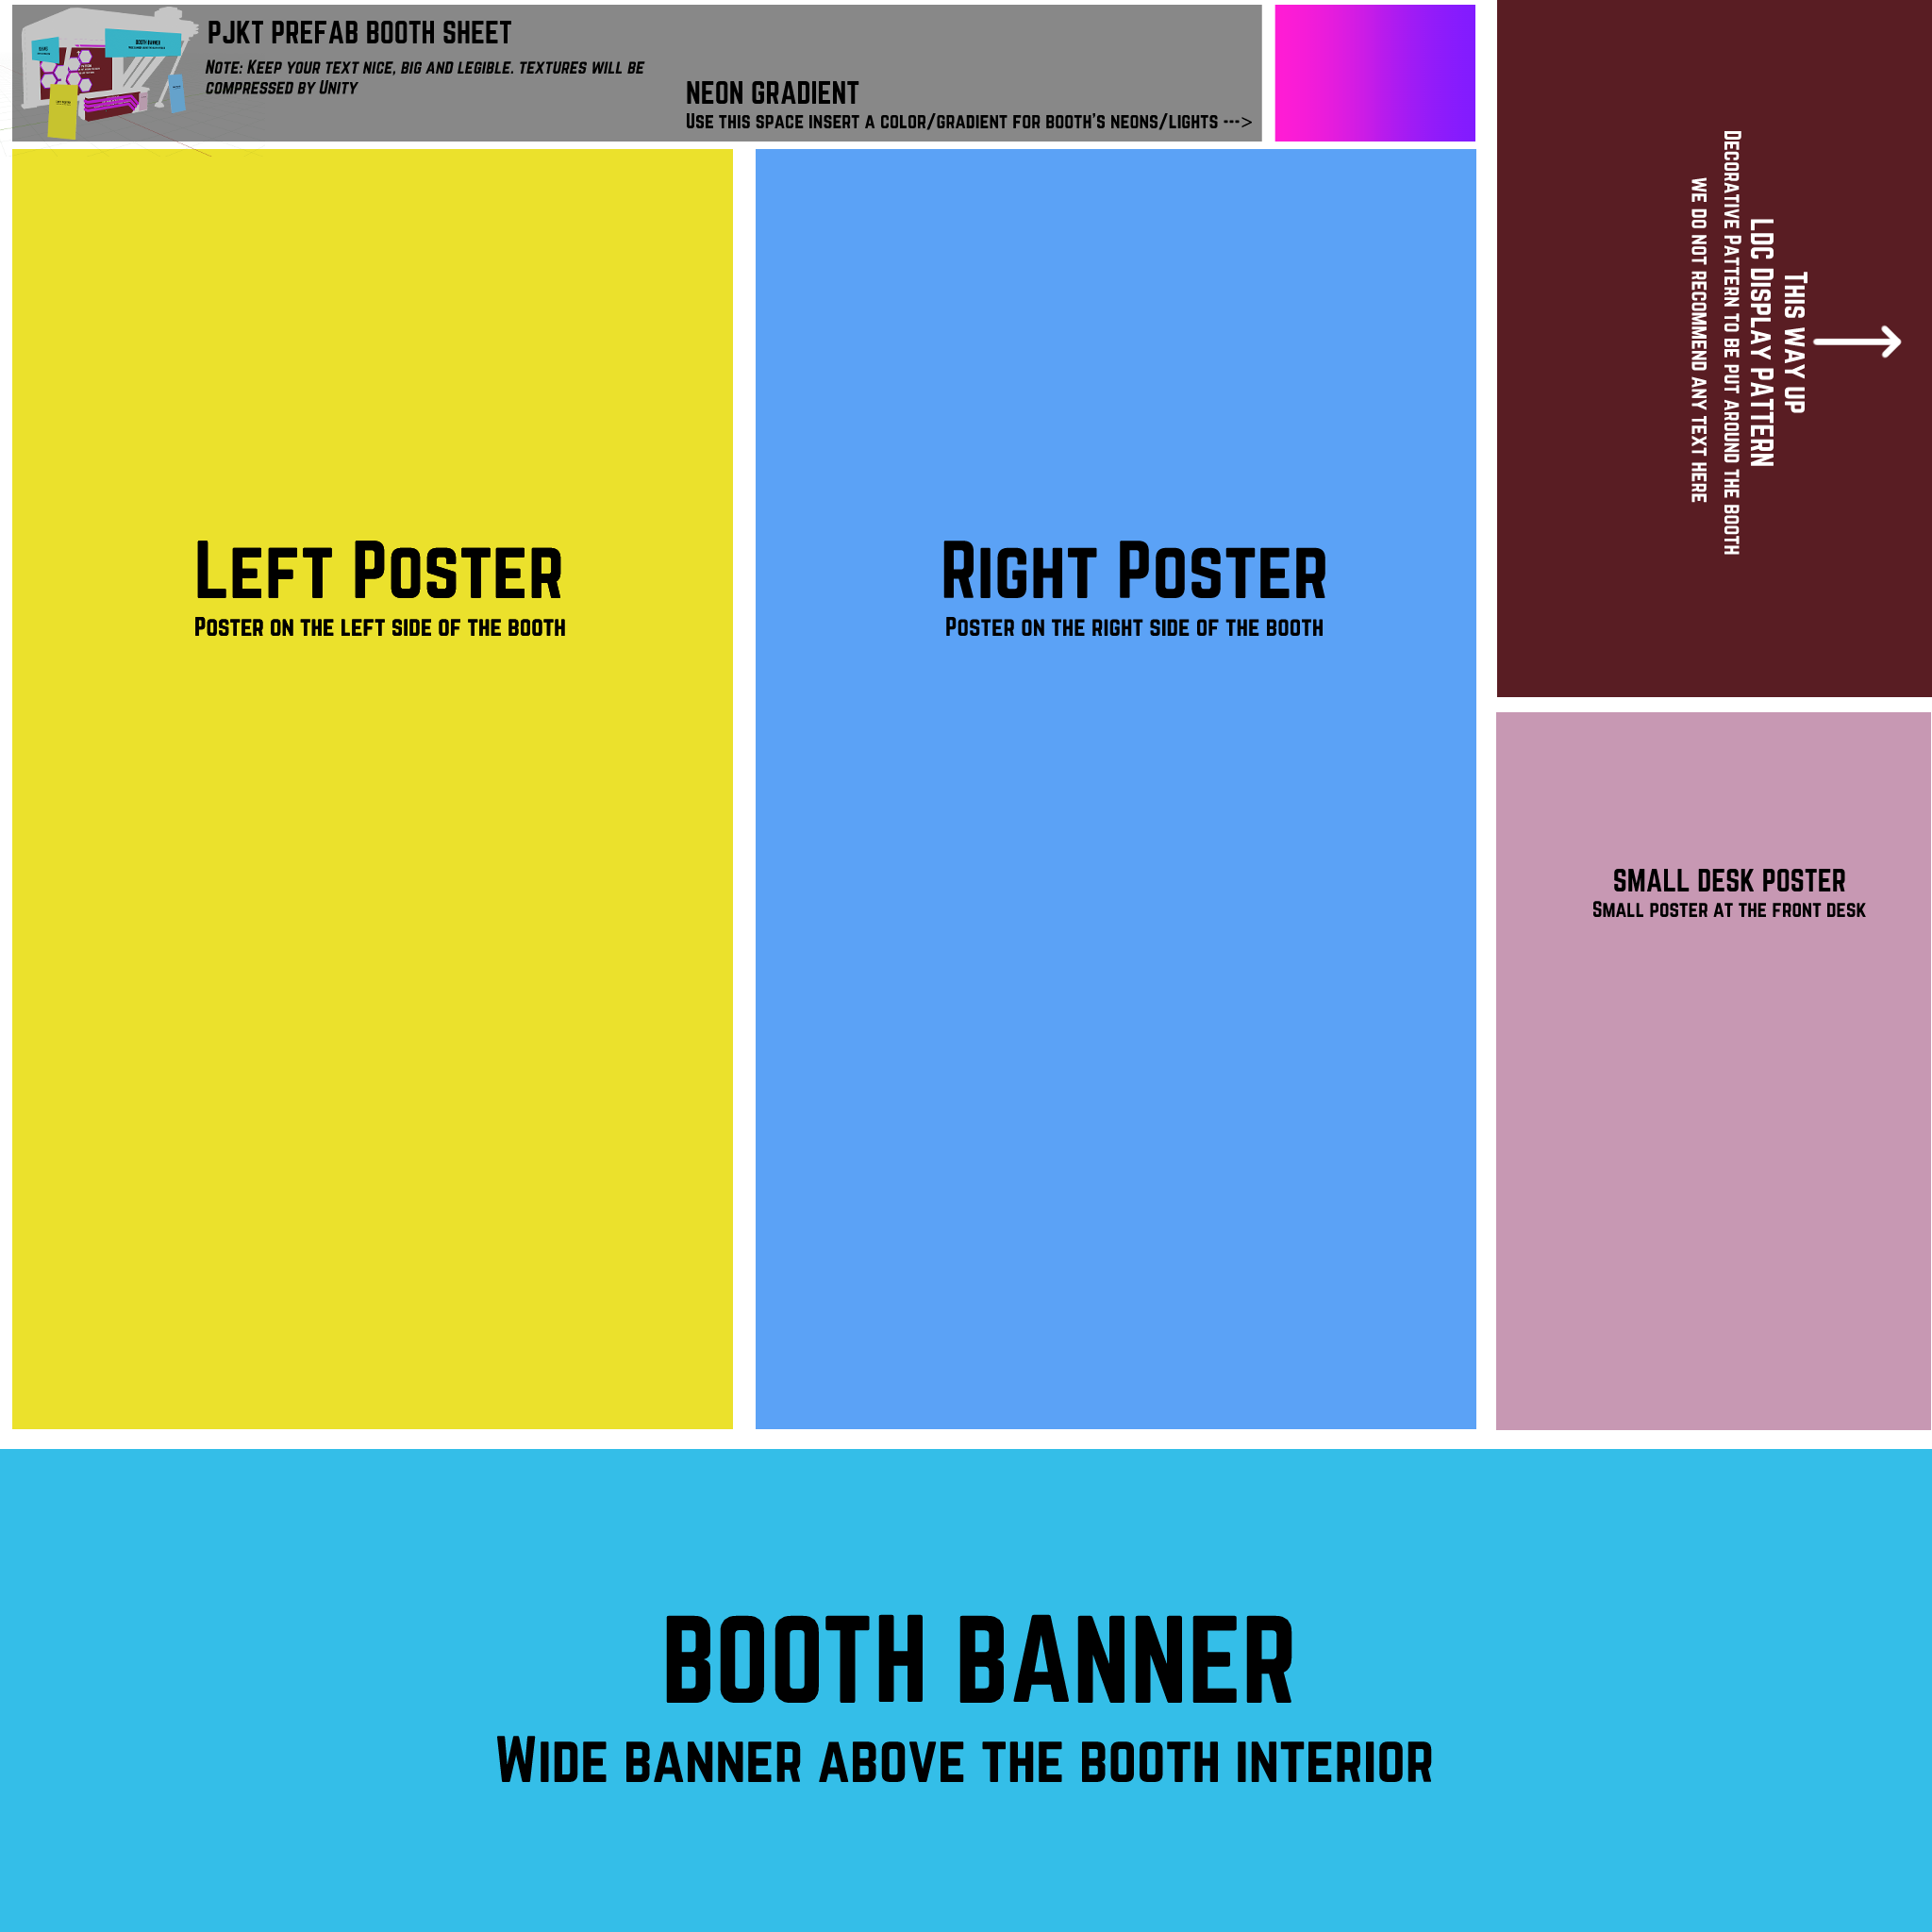 PJKT PREFAB BOOTH SHEET
NOTE: KEEP YOUR TEXT NICE, BIG AND LEGIBLE. TEXTURES WILL BE
COMPRESSED BY UNITY
NEON GRADIENT
USE THIS SPACE INSERT A COLOR/GRADIENT FOR BOOTH'S NEONS/LIGHTS --->
THIS WAY UP
LDC DISPLAY PATTERN
DECORATIVE PATTERN TO BE PUT AROUND THE BOOTH
WE DO NOT RECOMMEND ANY TEXT HERE
LEFT POSTER
POSTER ON THE LEFT SIDE OF THE BOOTH
RIGHT POSTER
POSTER ON THE RIGHT SIDE OF THE BOOTH
SMALL DESK POSTER
SMALL POSTER AT THE FRONT DESK
BOOTH BANNER
WIDE BANNER ABOVE THE BOOTH INTERIOR